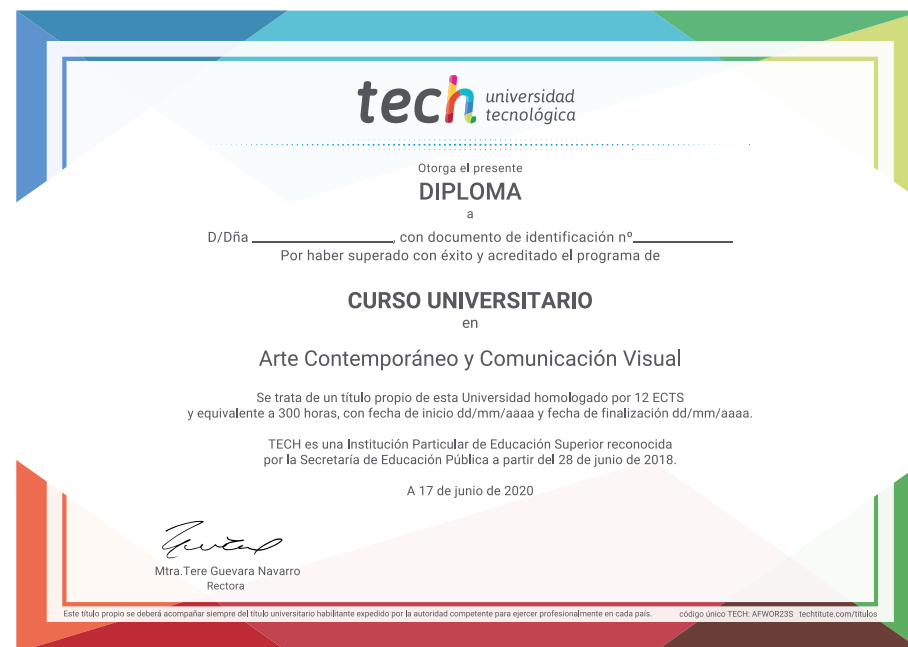 tech universidad
tecnológica
Otorga el presente
DIPLOMA
a
D/Dña ________________, con documento de identificación nº____________
Por haber superado con éxito y acreditado el programa de
CURSO UNIVERSITARIO
en
Arte Contemporáneo y Comunicación Visual
Se trata de un título propio de esta Universidad homologado por 12 ECTS
y equivalente a 300 horas, con fecha de inicio dd/mm/aaaa y fecha de finalización dd/mm/aaaa.
TECH es una Institución Particular de Educación Superior reconocida
por la Secretaría de Educación Pública a partir del 28 de junio de 2018.
A 17 de junio de 2020
Mtra.Tere Guevara Navarro
Rectora
Este título propio se deberá acompañar siempre del título universitario habilitante expedido por la autoridad competente para ejercer profesionalmente en cada país. código único TECH: AFWOR23S techtitute.com/títulos